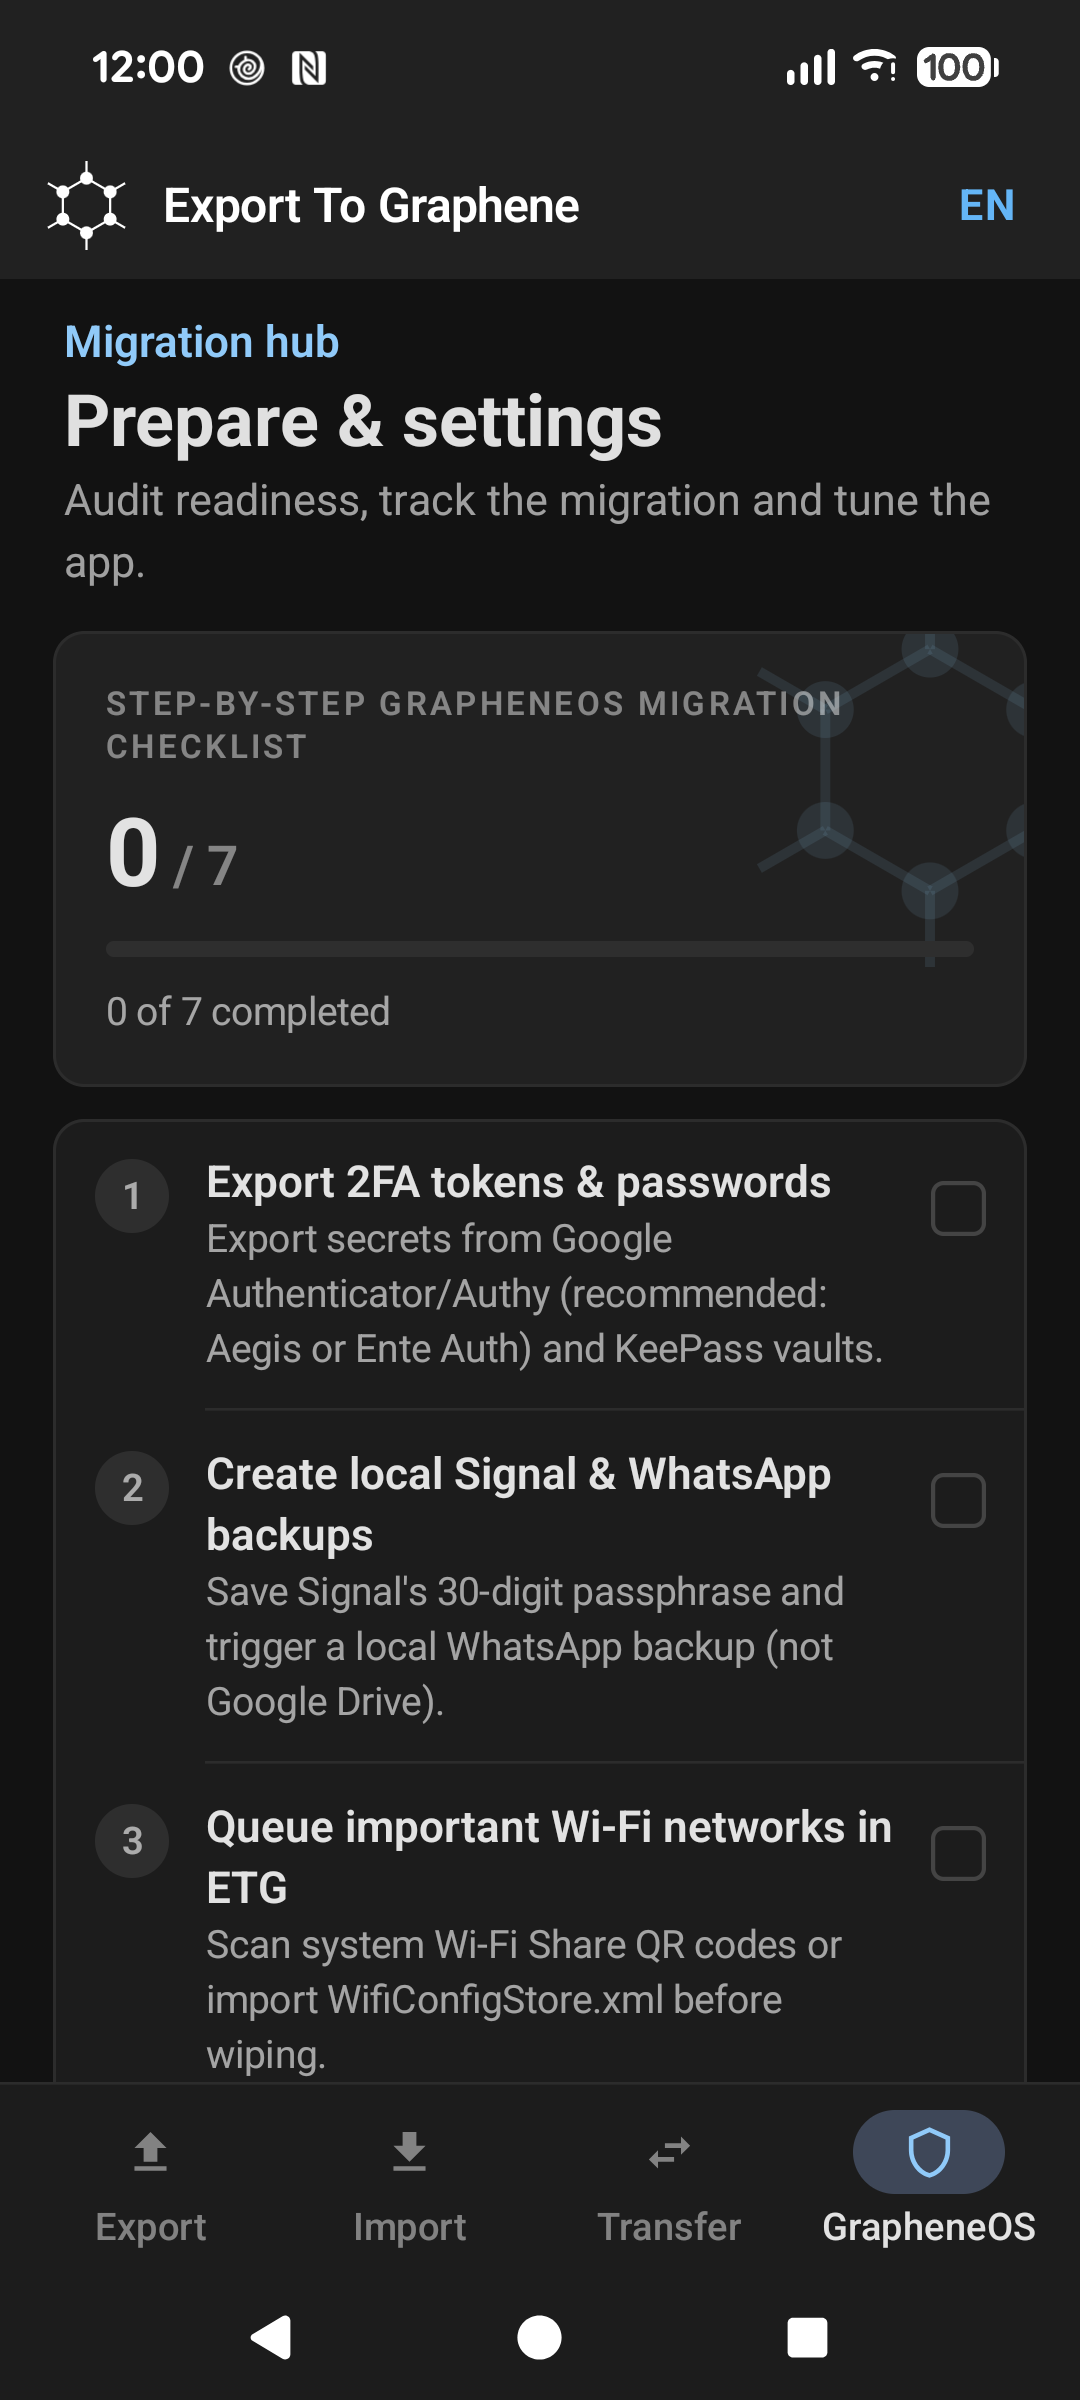 12:00
100
Export To Graphene
EN
Migration hub
Prepare & settings
Audit readiness, track the migration and tune the
app.
STEP-BY-STEP GRAPHENEOS MIGRATION
CHECKLIST
0 / 7
0 of 7 completed
1
Export 2FA tokens & passwords
Export secrets from Google
Authenticator/Authy (recommended:
Aegis or Ente Auth) and KeePass vaults.
2
Create local Signal & WhatsApp
backups
Save Signal's 30-digit passphrase and
trigger a local WhatsApp backup (not
Google Drive).
3
Queue important Wi-Fi networks in
ETG
Scan system Wi-Fi Share QR codes or
import WifiConfigStore.xml before
wiping.
Export
Import
Transfer
GrapheneOS